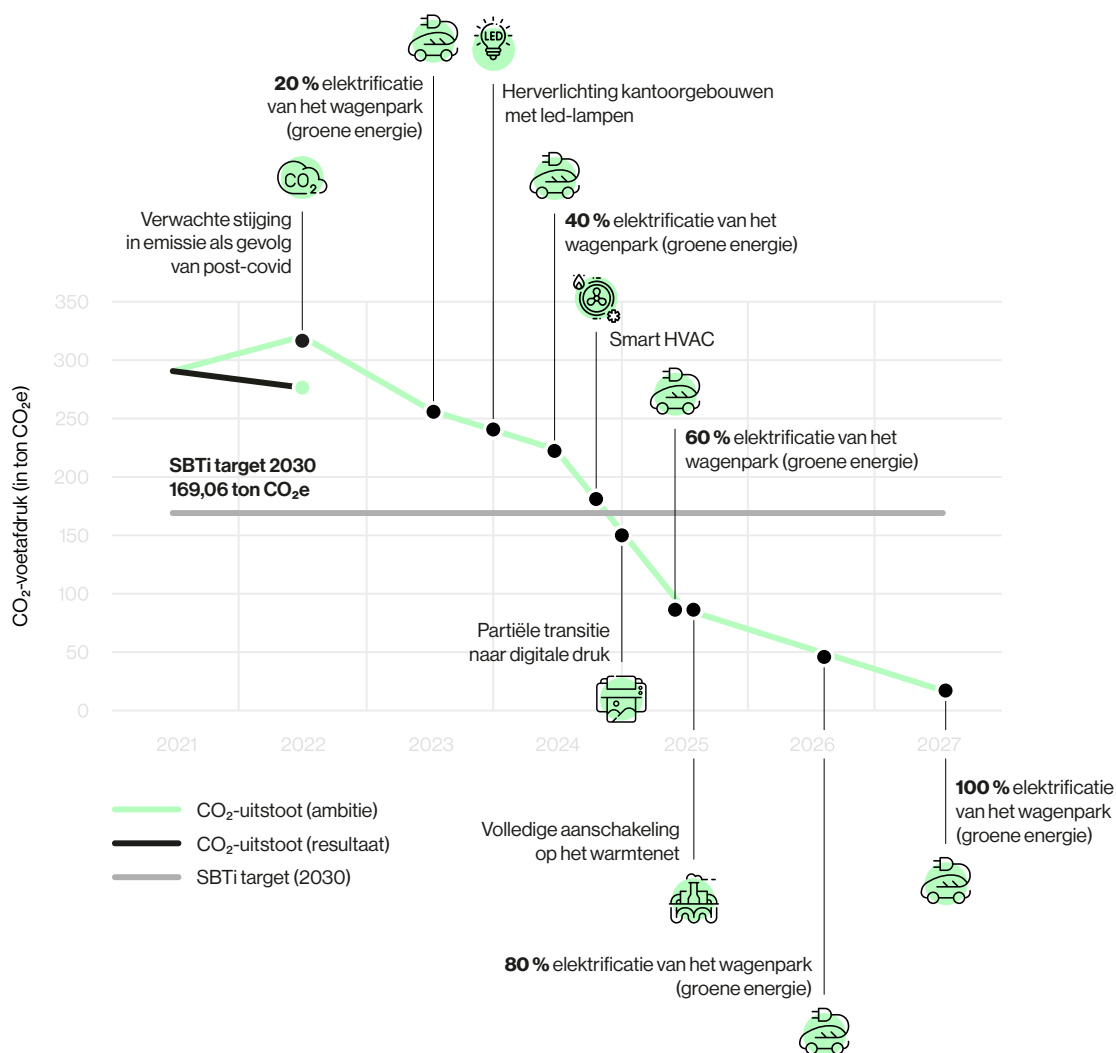 LED
20 % elektrificatie
van het wagenpark
(groene energie)
Herverlichting kantoorgebouwen
met led-lampen
CO₂
Verwachte stijging
in emissie als gevolg
van post-covid
40 % elektrificatie van het
wagenpark (groene energie)
Smart HVAC
60 % elektrificatie van het
wagenpark (groene energie)
CO₂-voetafdruk (in ton CO₂e)
350
300
250
200
150
100
50
0
SBTi target 2030
169,06 ton CO₂e
Partiële transitie
naar digitale druk
2021
2022
2023
2024
2025
2026
2027
CO₂-uitstoot (ambitie)
CO₂-uitstoot (resultaat)
SBTi target (2030)
Volledige aanschakeling
op het warmtenet
100 % elektrificatie
van het wagenpark
(groene energie)
80 % elektrificatie van het wagenpark
(groene energie)